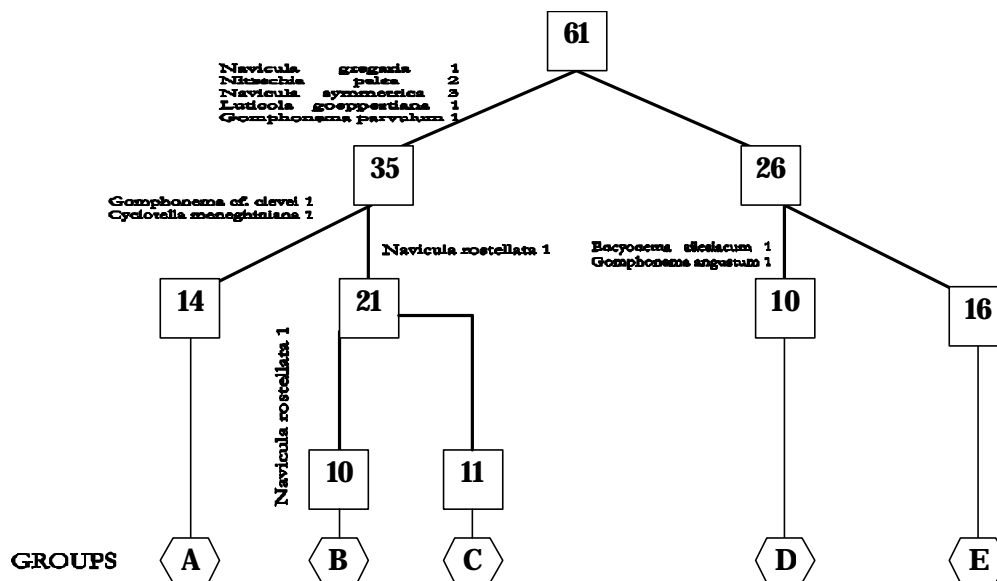 61
Navicula gregaria 1
Nitzschia palea 2
Navicula symmetrica 3
Luticola goeppertiana 1
Gomphonema parvulum 1
35
26
Gomphonema cf. clevei 1
Cyclotella meneghiniana 1
Navicula rostellata 1
Encyonema silesiacum 1
Gomphonema angustum 1
14
21
10
16
Navicula rostellata 1
10
11
GROUPS A B C D E